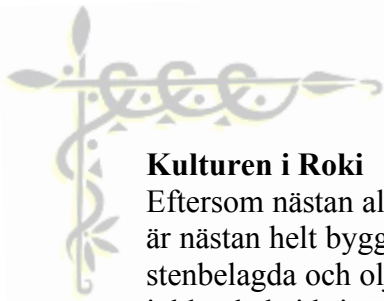 Kulturen i Roki
Eftersom nästan al
är nästan helt bygg
stenbelagda och olj